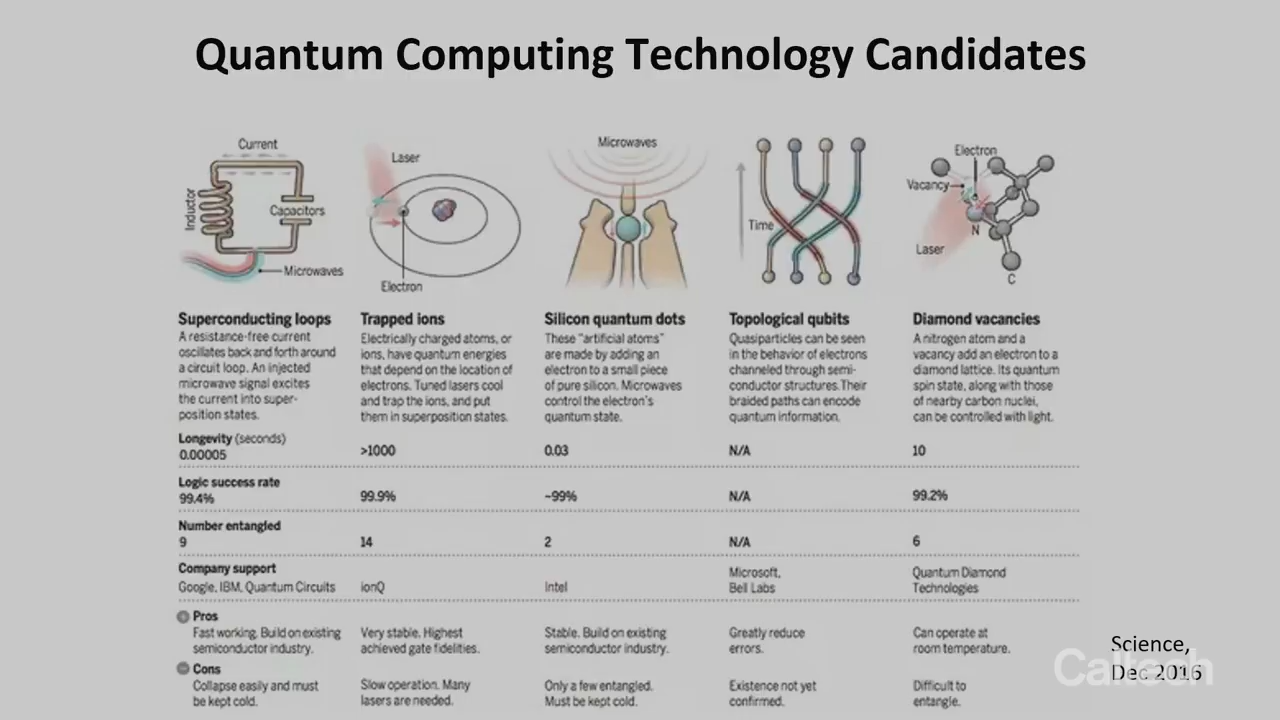 Quantum Computing Technology Candidates
Current
Inductor
Capacitors
Microwaves
Laser
Electron
Microwaves
Time
Electron
Vacancy
Laser
N
C
Superconducting loops
A resistance-free current
oscillates back and forth around
a circuit loop. An injected
microwave signal excites
the current into super-
position states.
Trapped ions
Electrically charged atoms, or
ions, have quantum energies
that depend on the location of
electrons. Tuned lasers cool
and trap the ions, and put
them in superposition states.
Silicon quantum dots
These "artificial atoms"
are made by adding an
electron to a small piece
of pure silicon. Microwaves
control the electron's
quantum state.
Topological qubits
Quasiparticles can be seen
in the behavior of electrons
channeled through semi-
conductor structures. Their
braided paths can encode
quantum information.
Diamond vacancies
A nitrogen atom and a
vacancy add an electron to a
diamond lattice. Its quantum
spin state, along with those
of nearby carbon nuclei,
can be controlled with light.
Longevity (seconds)
0.00005
>1000
0.03
N/A
10
Logic success rate
99.4%
99.9%
~99%
N/A
99.2%
Number entangled
9
14
2
N/A
6
Company support
Google, IBM, Quantum Circuits
ionQ
Intel
Microsoft,
Bell Labs
Quantum Diamond
Technologies
Pros
Fast working. Build on existing
semiconductor industry.
Very stable. Highest
achieved gate fidelities.
Stable. Build on existing
semiconductor industry.
Greatly reduce
errors.
Can operate at
room temperature.
Cons
Collapse easily and must
be kept cold.
Slow operation. Many
lasers are needed.
Only a few entangled.
Must be kept cold.
Existence not yet
confirmed.
Difficult to
entangle.
Science,
Dec 2016
Caltech